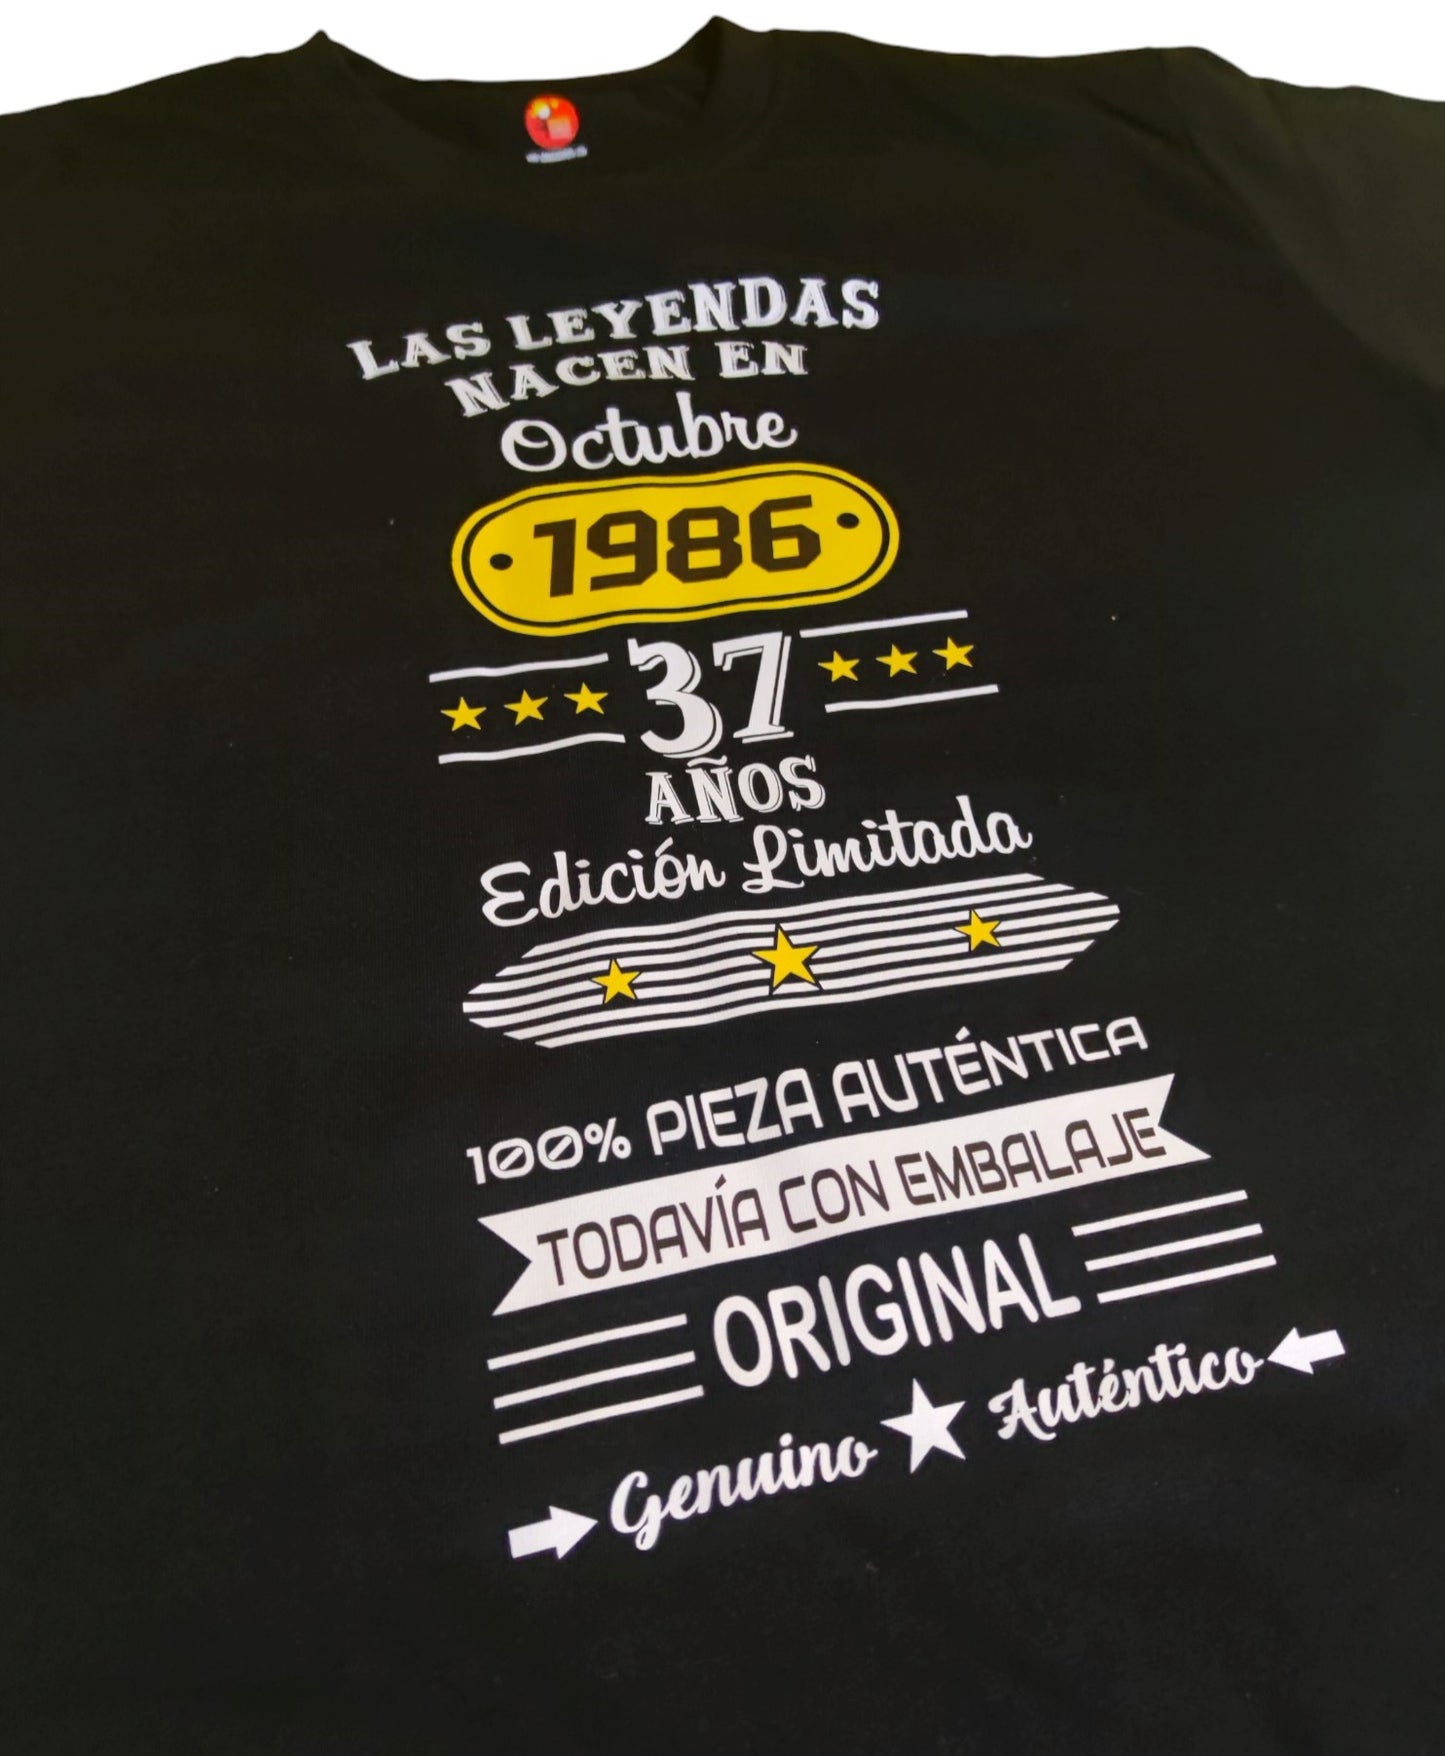 LAS LEYENDAS
NACEN EN
Octubre
1986
37
AÑOS
Edición Limitada
100% PIEZA AUTÉNTICA
TODAVÍA CON EMBALAJE
ORIGINAL
Genuino Auténtico